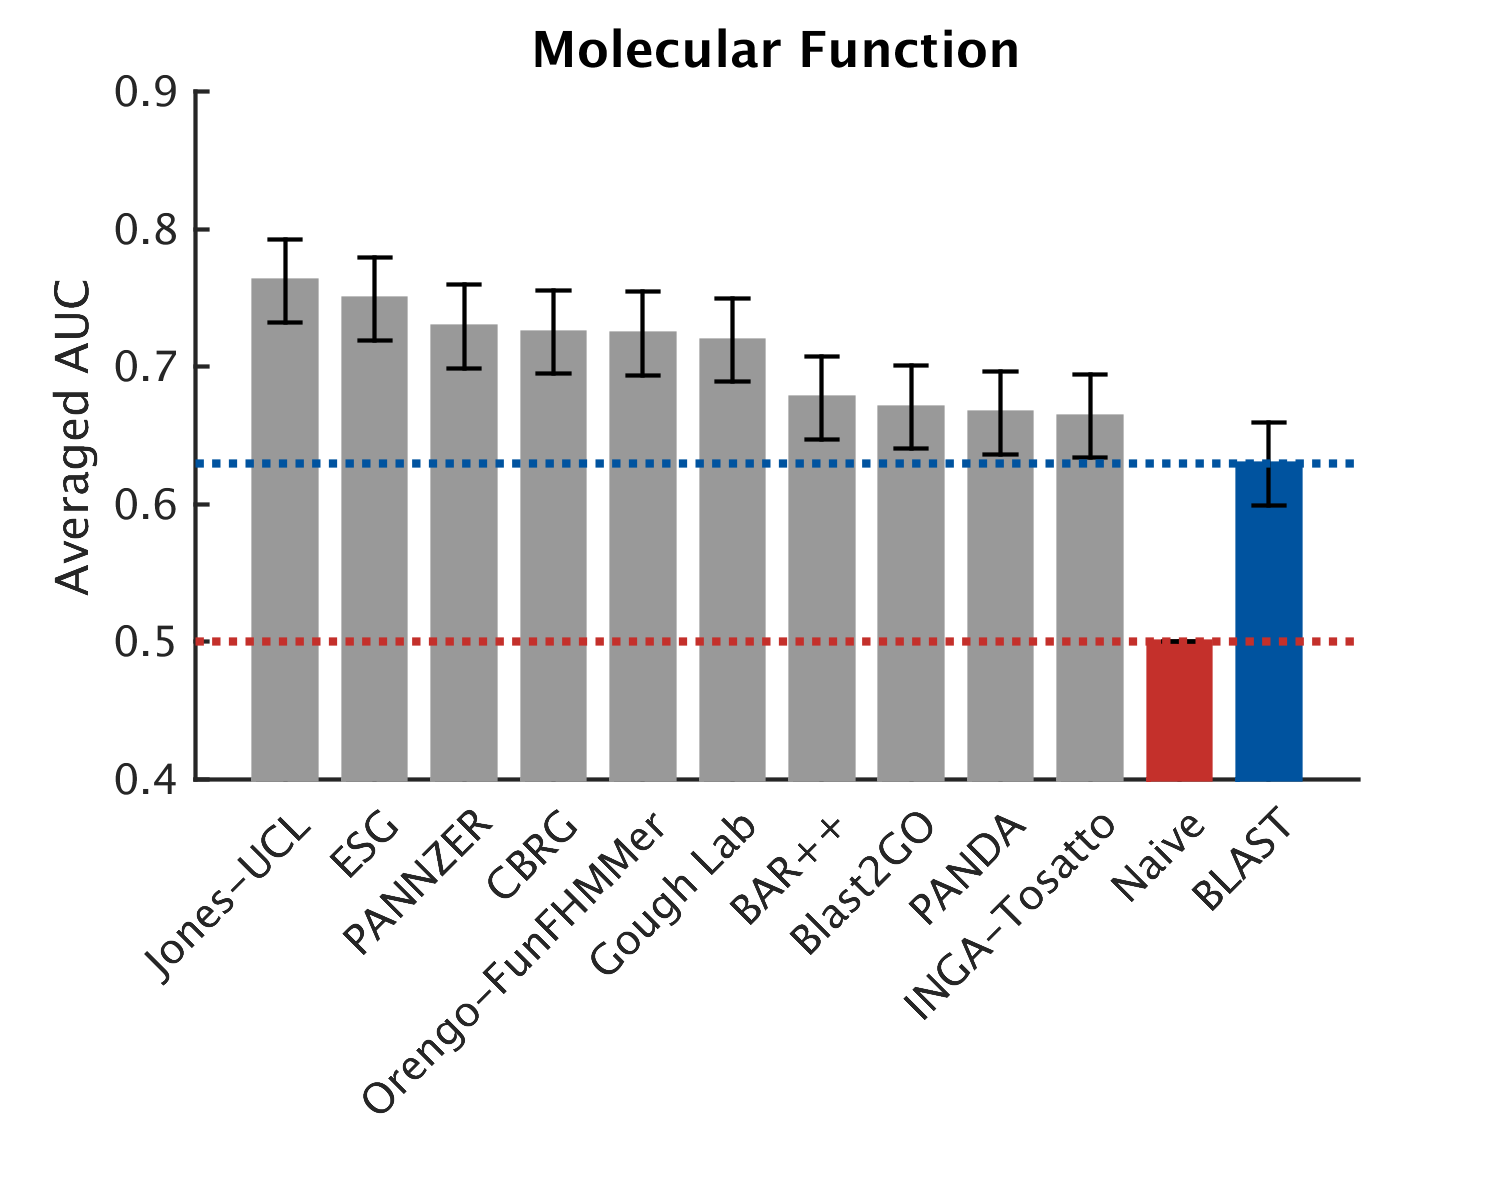 Molecular Function
Averaged AUC
0.9
0.8
0.7
0.6
0.5
0.4
Jones-UCL
ESG
PANNZER
CBRG
Orengo-FunFHMMer
Gough Lab
BAR++
Blast2GO
PANDA
INGA-Tosatto
Naive
BLAST